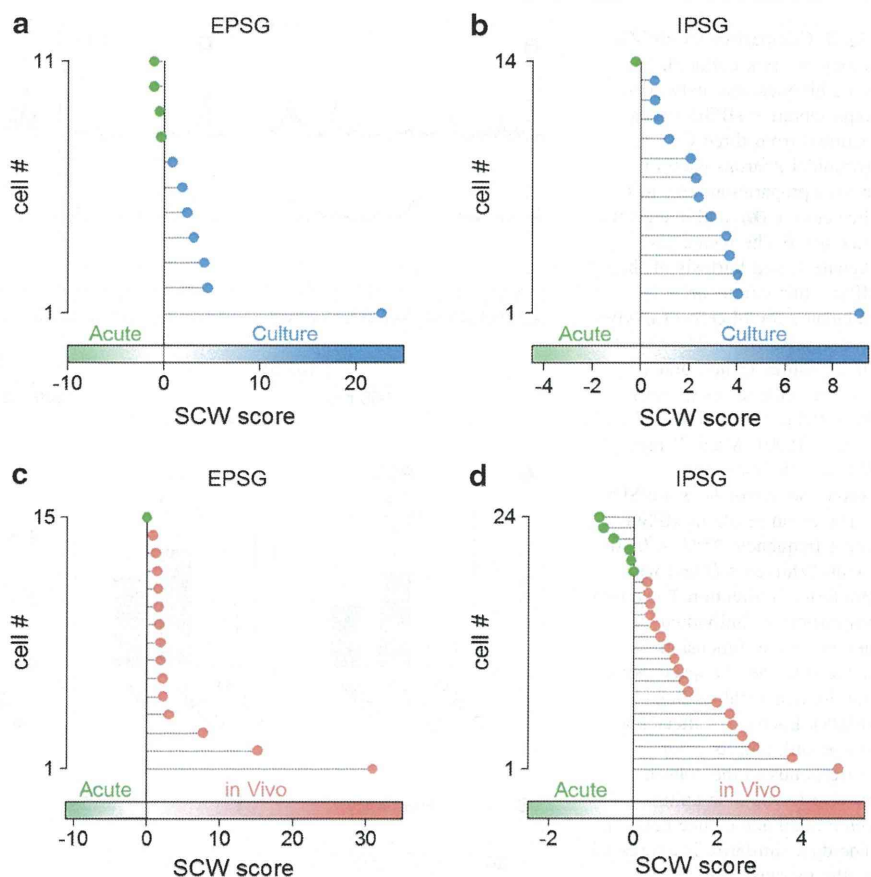 a
EPSG
11
cell #
1
Acute
Culture
-10
0
10
20
SCW score
b
IPSG
14
cell #
1
Acute
Culture
-4
-2
0
2
4
6
8
SCW score
c
EPSG
15
cell #
1
Acute
in Vivo
-10
0
10
20
30
SCW score
d
IPSG
24
cell #
1
Acute
in Vivo
-2
0
2
4
SCW score